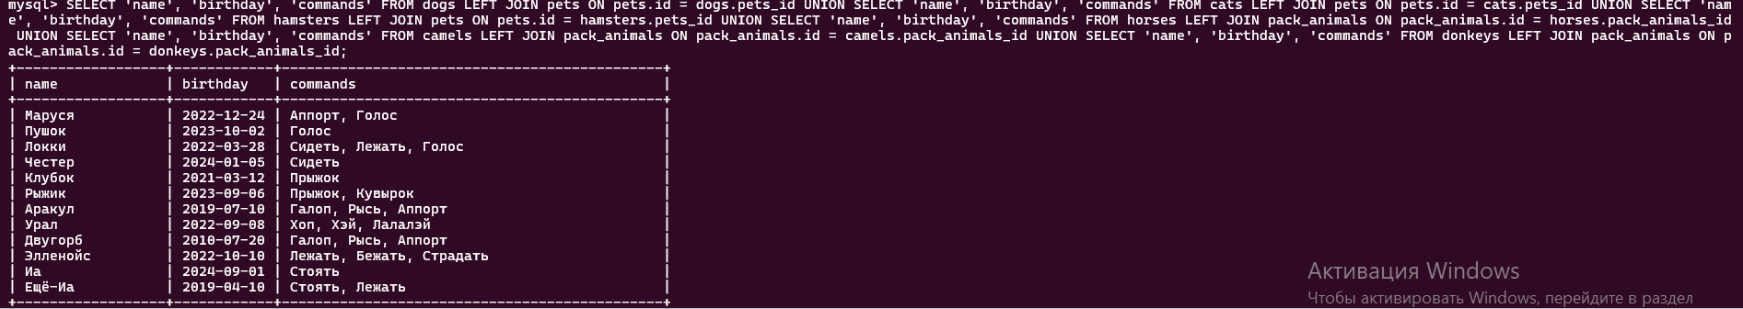 mysql> SELECT 'name', 'birthday', 'commands' FROM dogs LEFT JOIN pets ON pets.id = dogs.pets_id UNION SELECT 'name', 'birthday', 'commands' FROM cats LEFT JOIN pets ON pets.id = cats.pets_id UNION SELECT 'nam
e', 'birthday', 'commands' FROM hamsters LEFT JOIN pets ON pets.id = hamsters.pets_id UNION SELECT 'name', 'birthday', 'commands' FROM horses LEFT JOIN pack_animals ON pack_animals.id = horses.pack_animals_id
UNION SELECT 'name', 'birthday', 'commands' FROM camels LEFT JOIN pack_animals ON pack_animals.id = camels.pack_animals_id UNION SELECT 'name', 'birthday', 'commands' FROM donkeys LEFT JOIN pack_animals ON p
ack_animals.id = donkeys.pack_animals_id;
| name | birthday | commands |
| Маруся | 2022-12-24 | Аппорт, Голос |
| Пушок | 2023-10-02 | Голос |
| Локки | 2022-03-28 | Сидеть, Лежать, Голос |
| Честер | 2024-01-05 | Сидеть |
| Клубок | 2021-03-12 | Прыжок |
| Рыжик | 2023-09-06 | Прыжок, Кувырок |
| Аракул | 2019-07-10 | Галоп, Рысь, Аппорт |
| Урал | 2022-09-08 | Хоп, Хэй, Лалалэй |
| Двугорб | 2010-07-20 | Галоп, Рысь, Аппорт |
| Элленойс | 2022-10-10 | Лежать, Бежать, Страдать |
| Иа | 2024-09-01 | Стоять |
| Ещё-Иа | 2019-04-10 | Стоять, Лежать |
Активация Windows
Чтобы активировать Windows, перейдите в раздел